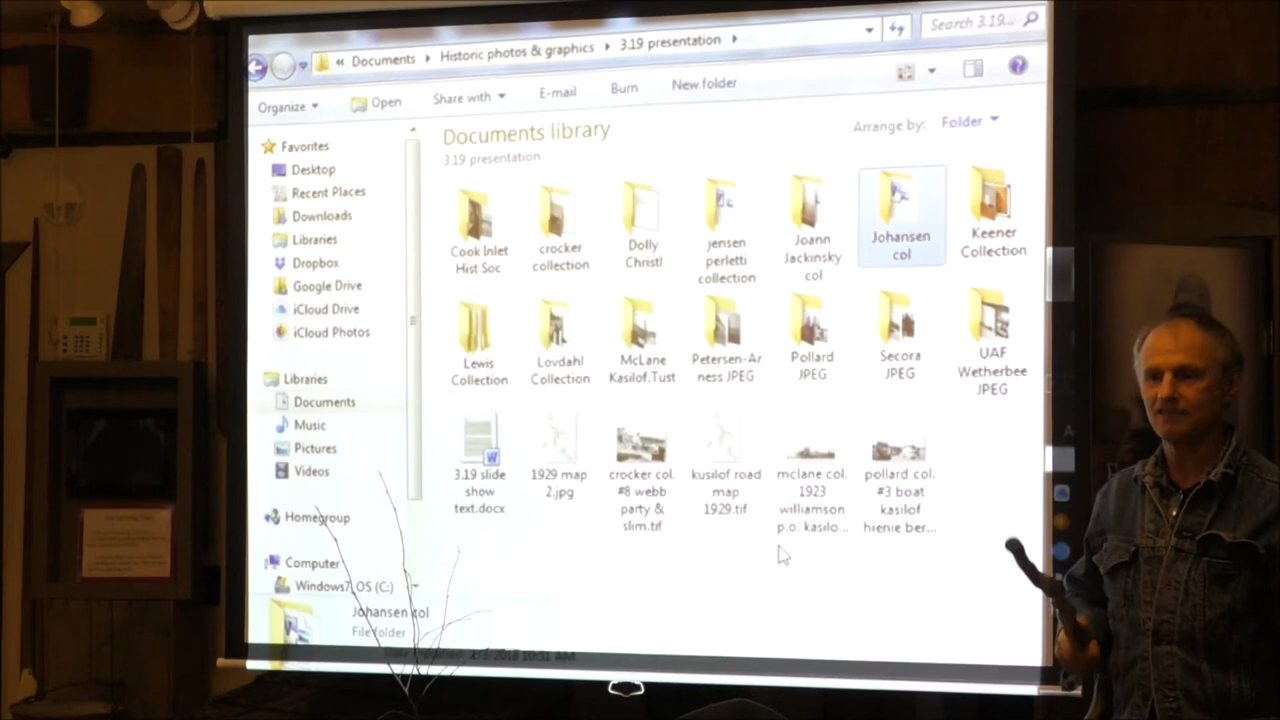 « Documents ▸ Historic photos & graphics ▸ 3.19 presentation ▸
Search 3.19...
Organize
Open
Share with
E-mail
Burn
New folder
Documents library
3.19 presentation
Arrange by: Folder
Favorites
Desktop
Recent Places
Downloads
Libraries
Dropbox
Google Drive
iCloud Drive
iCloud Photos
Libraries
Documents
Music
Pictures
Videos
Homegroup
Computer
Windows7_OS (C:)
Cook Inlet
Hist Soc
crocker
collection
Dolly
Christl
jensen
perletti
collection
Joann
Jackinsky
col
Johansen
col
Keener
Collection
Lewis
Collection
Lovdahl
Collection
McLane
Kasilof.Tust
Petersen-Ar
ness JPEG
Pollard
JPEG
Secora
JPEG
UAF
Wetherbee
JPEG
3.19 slide
show
text.docx
1929 map
2.jpg
crocker col.
#8 webb
party &
slim.tif
kusilof road
map
1929.tif
mclane col.
1923
williamson
p.o. kasilo...
pollard col.
#3 boat
kasilof
hienie ber...
Johansen col
File folder
10:51 AM